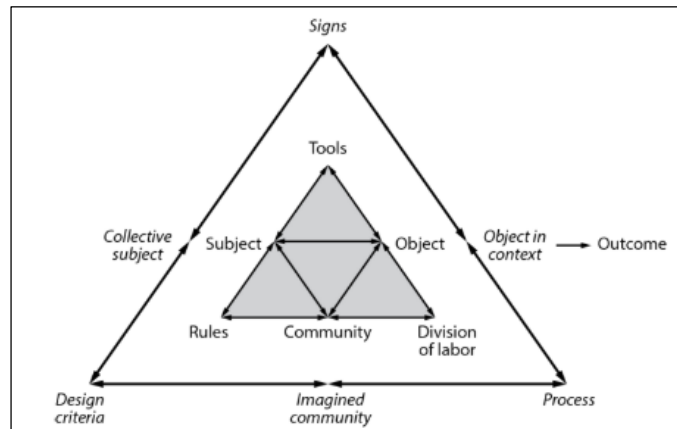 Signs
Tools
Collective
subject
Subject
Object
Object in
context
Outcome
Rules
Community
Division
of labor
Design
criteria
Imagined
community
Process